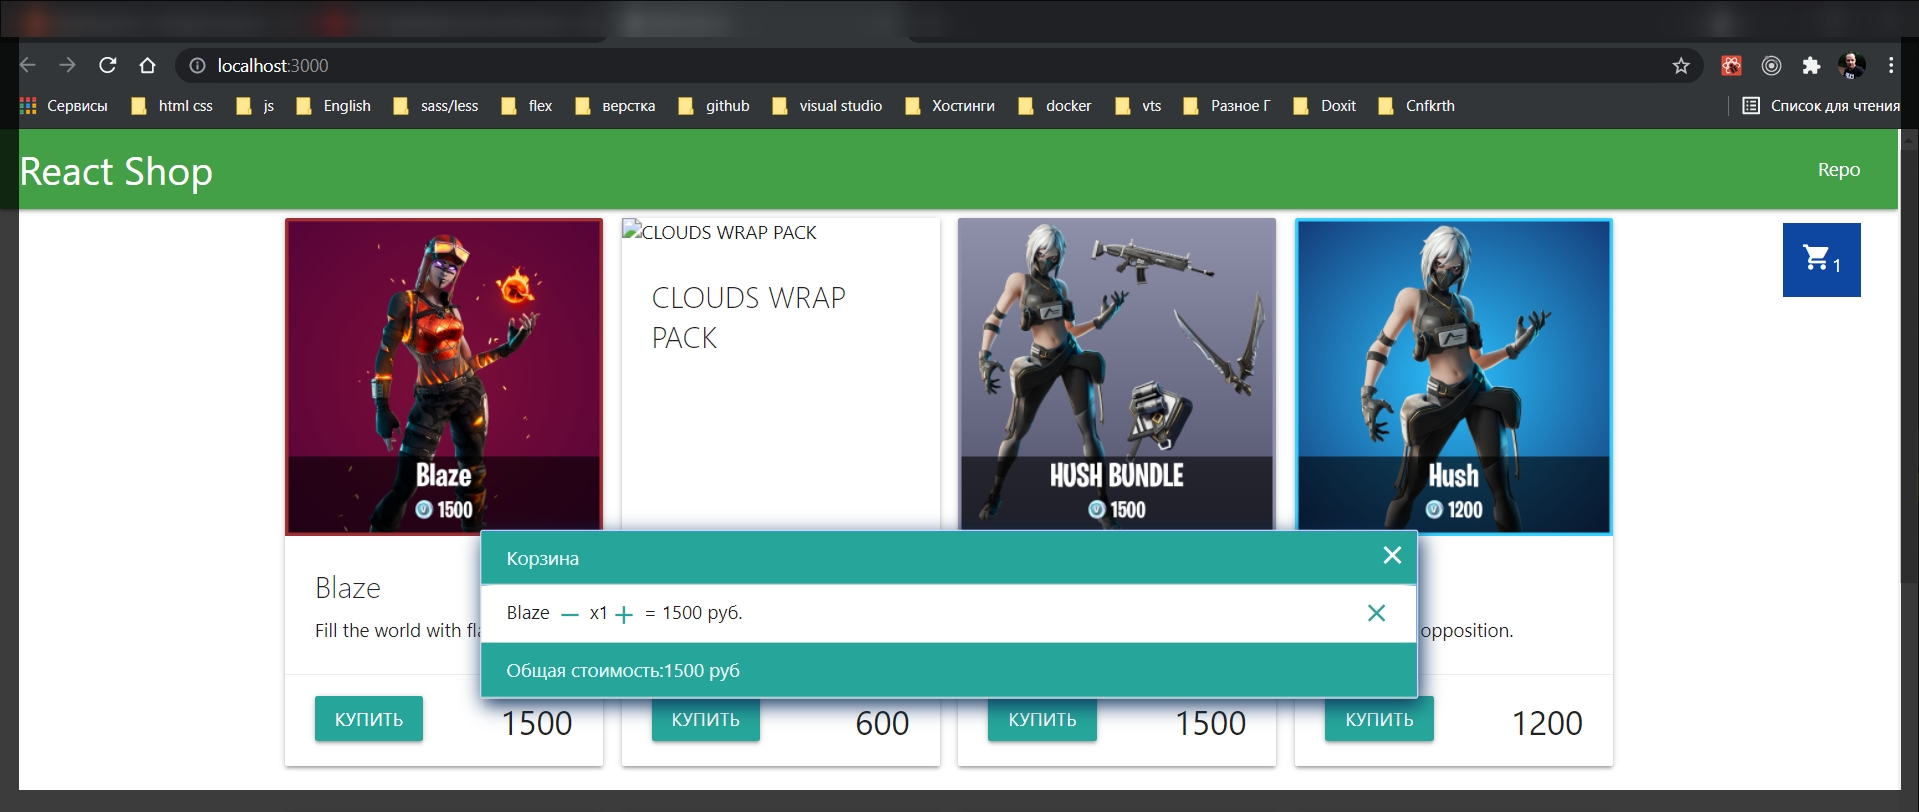 localhost:3000
Сервисы html css js English sass/less flex верстка github visual studio Хостинги docker vts Разное Г Doxit Cnfkrth Список для чтения
React Shop
Repo
CLOUDS WRAP PACK
1
CLOUDS WRAP
PACK
Blaze
1500
HUSH BUNDLE
1500
Hush
1200
Корзина
Blaze
Blaze x1 = 1500 руб.
Fill the world with fl
opposition.
Общая стоимость:1500 руб
КУПИТЬ 1500
КУПИТЬ 600
КУПИТЬ 1500
КУПИТЬ 1200